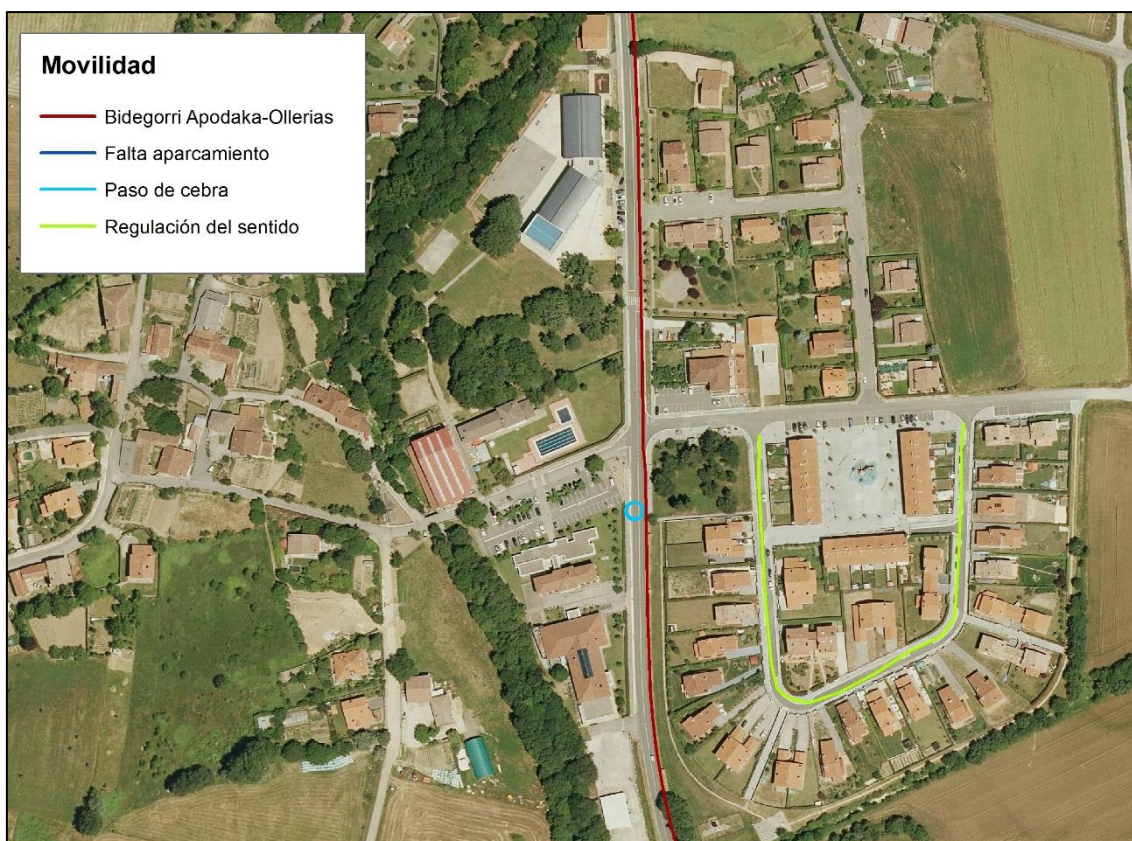 Movilidad
Bidegorri Apodaka-Ollerias
Falta aparcamiento
Paso de cebra
Regulación del sentido